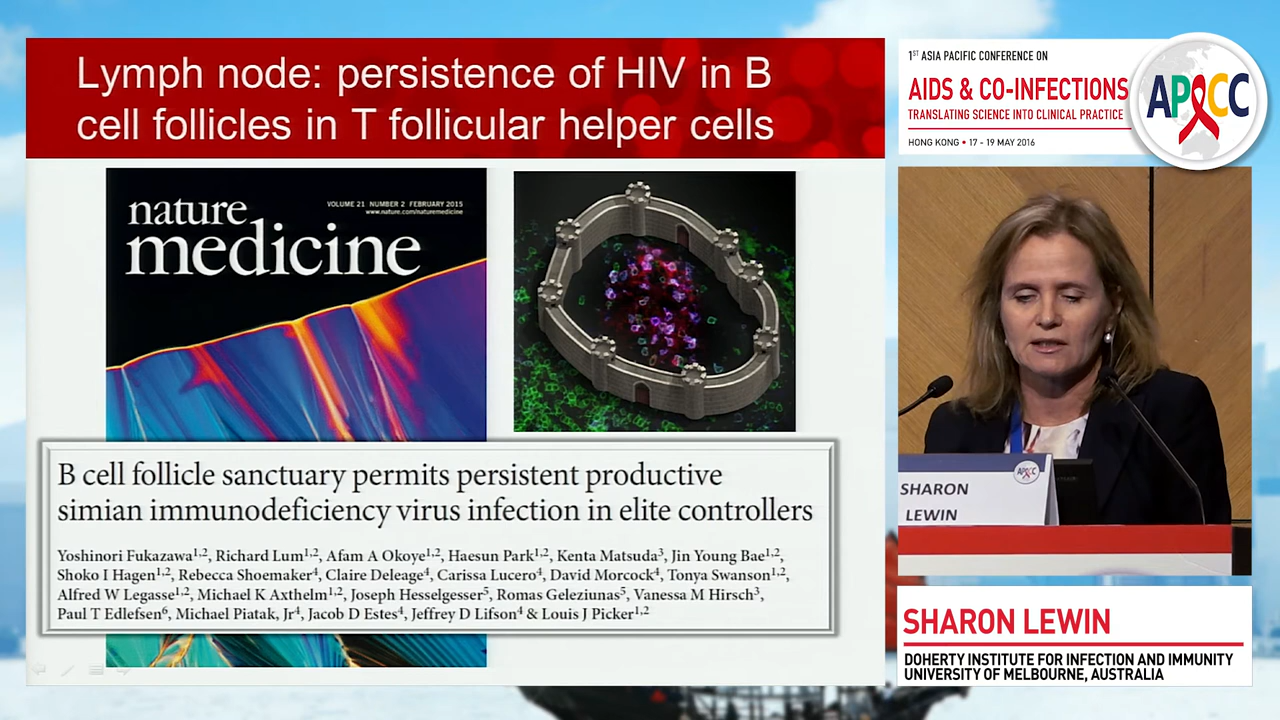 Lymph node: persistence of HIV in B
cell follicles in T follicular helper cells
nature
medicine
VOLUME 21 NUMBER 2 FEBRUARY 2015
www.nature.com/naturemedicine
B cell follicle sanctuary permits persistent productive
simian immunodeficiency virus infection in elite controllers
Yoshinori Fukazawa1,2, Richard Lum1,2, Afam A Okoye1,2, Haesun Park1,2, Kenta Matsuda3, Jin Young Bae1,2,
Shoko I Hagen1,2, Rebecca Shoemaker4, Claire Deleage4, Carissa Lucero4, David Morcock4, Tonya Swanson1,2,
Alfred W Legasse1,2, Michael K Axthelm1,2, Joseph Hesselgesser5, Romas Geleziunas5, Vanessa M Hirsch3,
Paul T Edlefsen6, Michael Piatak, Jr4, Jacob D Estes4, Jeffrey D Lifson4 & Louis J Picker1,2
1ST ASIA PACIFIC CONFERENCE ON
AIDS & CO-INFECTIONS
TRANSLATING SCIENCE INTO CLINICAL PRACTICE
HONG KONG • 17 - 19 MAY 2016
APACC
APACC
SHARON
LEWIN
SHARON LEWIN
DOHERTY INSTITUTE FOR INFECTION AND IMMUNITY
UNIVERSITY OF MELBOURNE, AUSTRALIA